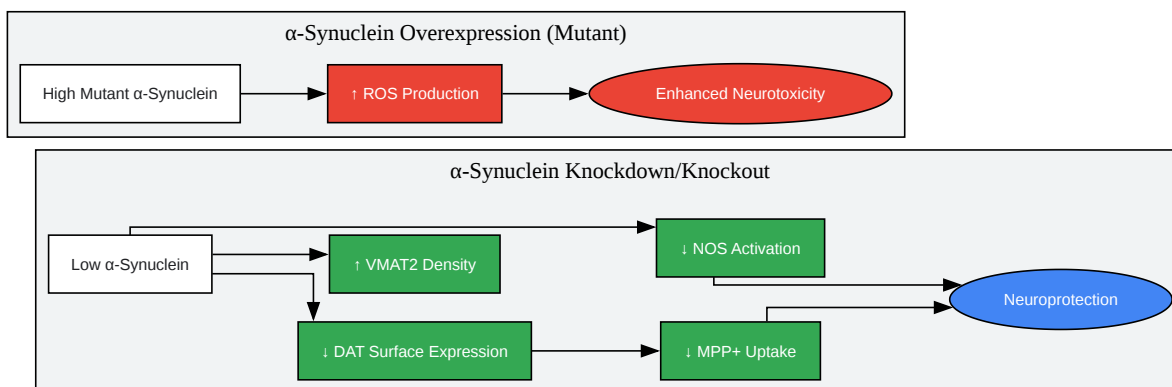 α-Synuclein Overexpression (Mutant)
High Mutant α-Synuclein
↑ ROS Production
Enhanced Neurotoxicity
α-Synuclein Knockdown/Knockout
Low α-Synuclein
↑ VMAT2 Density
↓ NOS Activation
↓ DAT Surface Expression
↓ MPP+ Uptake
Neuroprotection